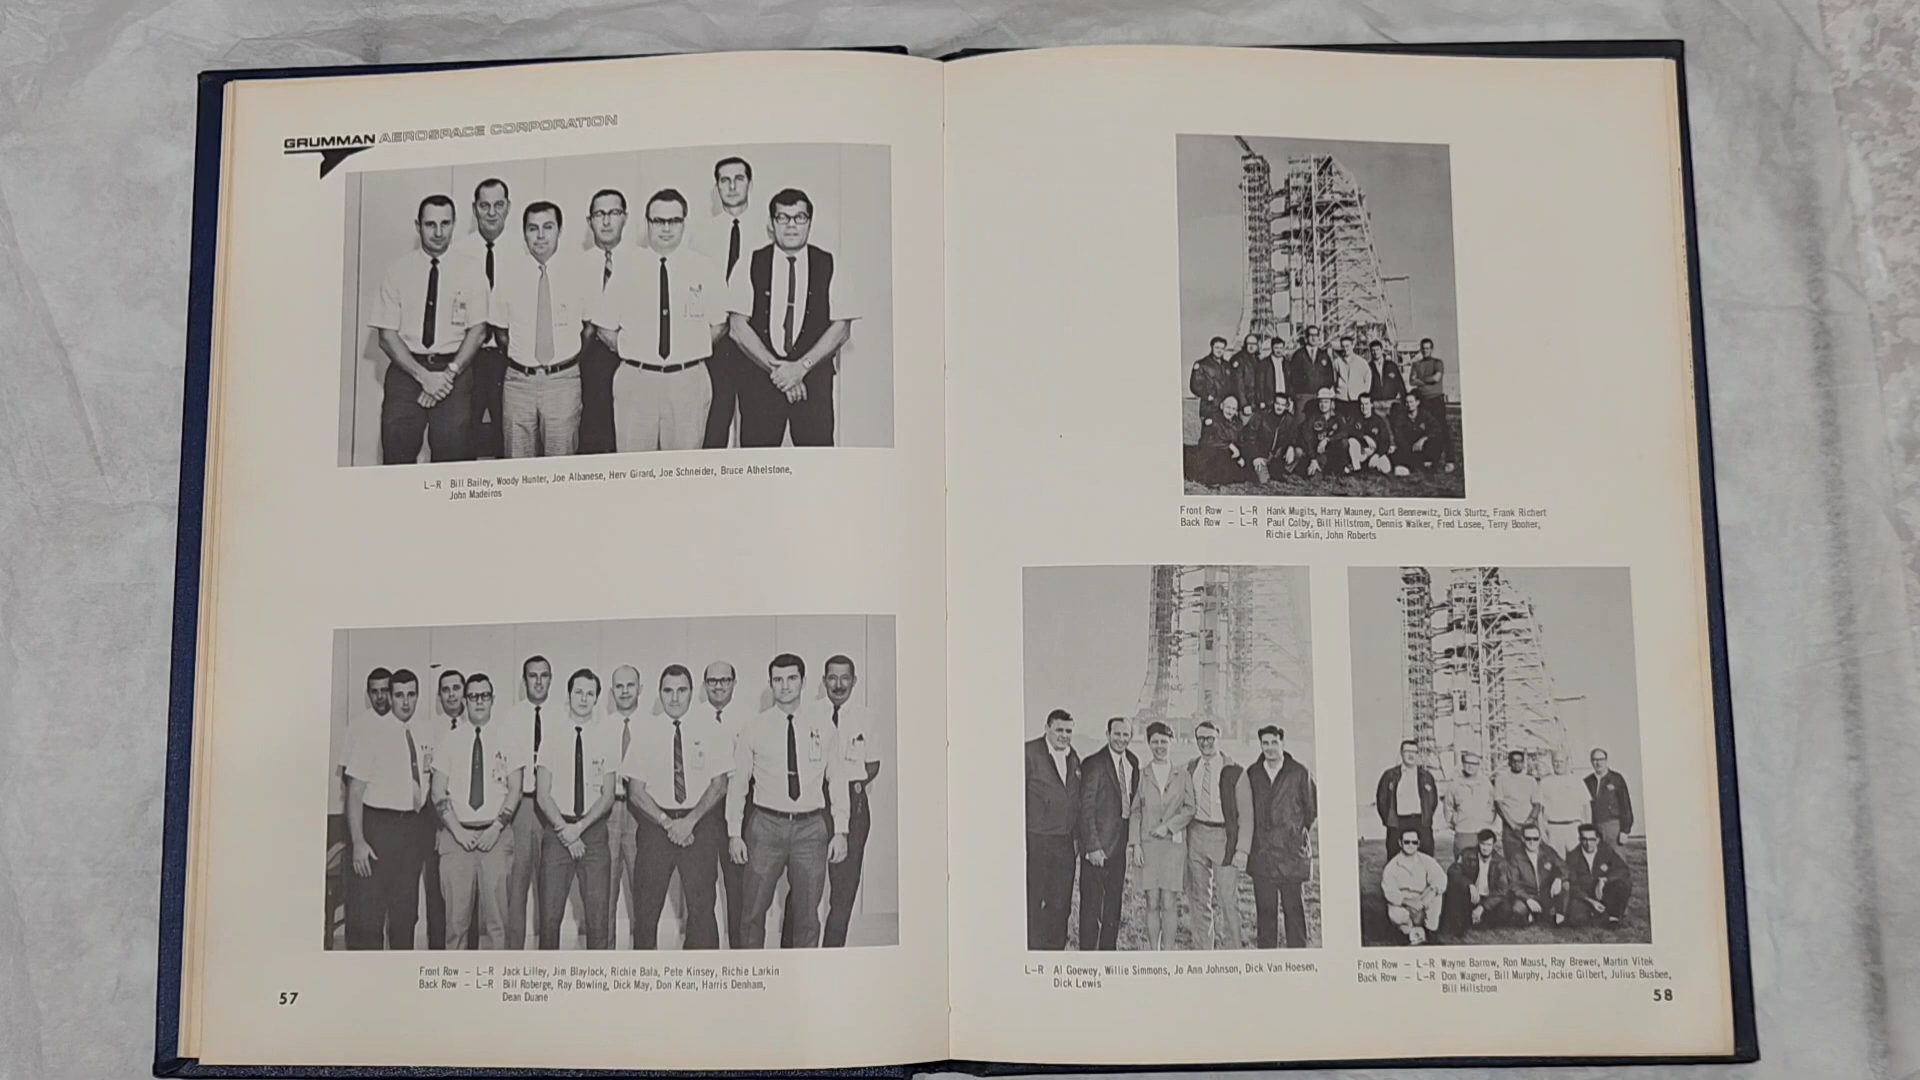 GRUMMAN AEROSPACE CORPORATION
L-R Bill Bailey, Woody Hunter, Joe Albanese, Herv Girard, Joe Schneider, Bruce Athelstone,
John Madeiros
Front Row - L-R Jack Lilley, Jim Blaylock, Richie Bala, Pete Kinsey, Richie Larkin
Back Row - L-R Bill Roberge, Ray Bowling, Dick May, Don Kean, Harris Denham,
Dean Duane
57
Front Row - L-R Hank Mugits, Harry Mauney, Curt Bennewitz, Dick Sturtz, Frank Richert
Back Row - L-R Paul Colby, Bill Hillstrom, Dennis Walker, Fred Losee, Terry Booher,
Richie Larkin, John Roberts
L-R Al Goewey, Willie Simmons, Jo Ann Johnson, Dick Van Hoesen,
Dick Lewis
Front Row - L-R Wayne Barrow, Ron Maust, Ray Brewer, Martin Vitek
Back Row - L-R Don Wagner, Bill Murphy, Jackie Gilbert, Julius Busbee,
Bill Hillstrom
58